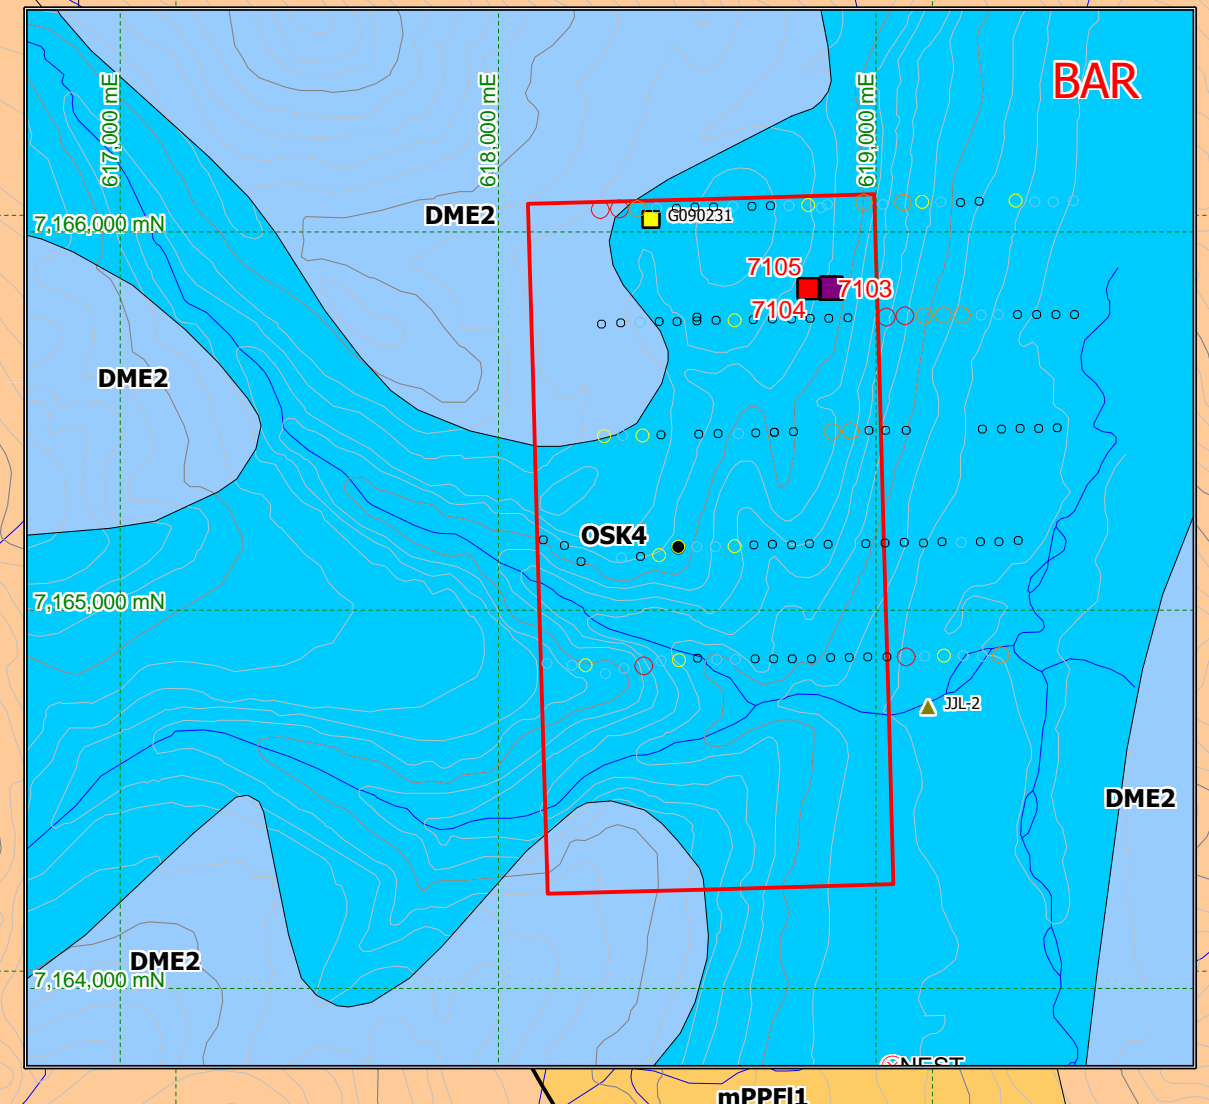 BAR
617,000 mE
618,000 mE
619,000 mE
7,166,000 mN
DME2
G090231
7105
7103
7104
DME2
OSK4
7,165,000 mN
JJL-2
DME2
DME2
7,164,000 mN
NEST
mPPFl1